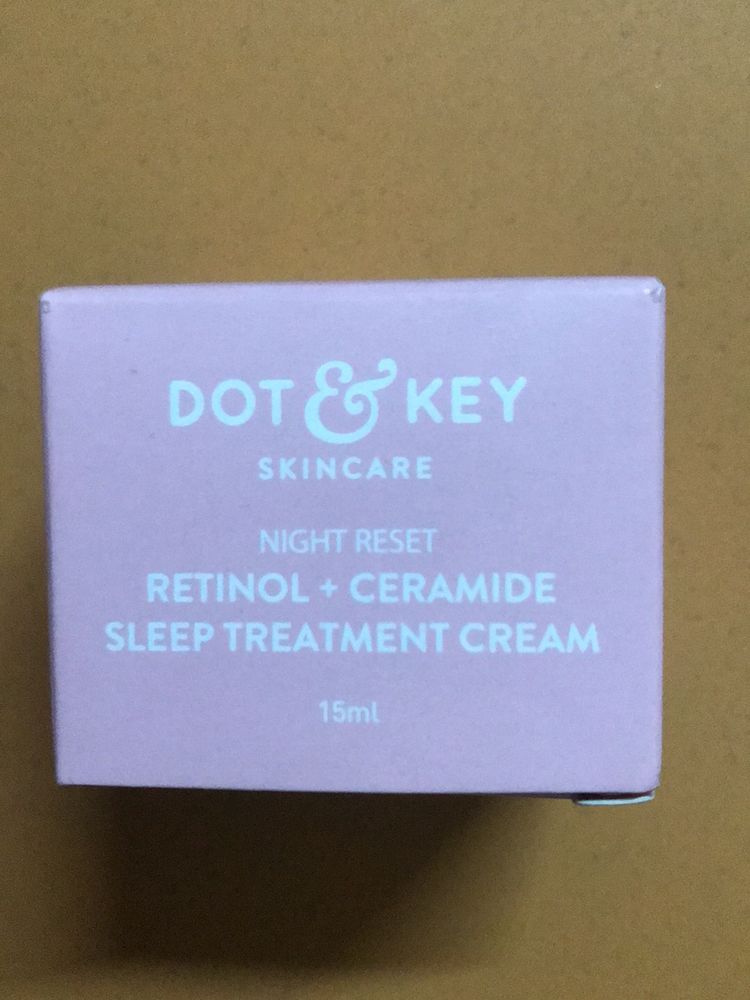 DOT & KEY
SKINCARE
NIGHT RESET
RETINOL + CERAMIDE
SLEEP TREATMENT CREAM
15ml